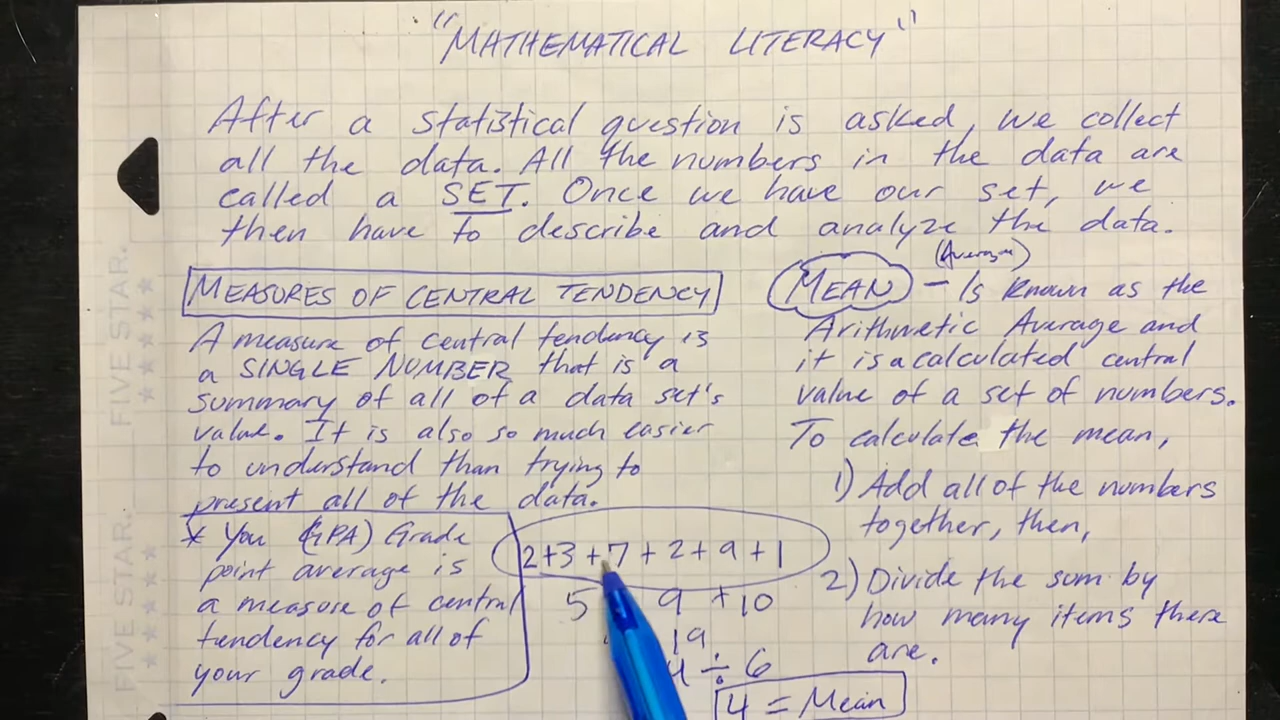 "MATHEMATICAL LITERACY"
After a statistical question is asked, we collect
all the data. All the numbers in the data are
called a SET. Once we have our set, we
then have to describe and analyze the data.
MEASURES OF CENTRAL TENDENCY
A measure of central tendency is
a SINGLE NUMBER that is a
summary of all of a data set's
value. It is also so much easier
to understand than trying to
present all of the data.
* You (GPA) Grade
point average is
a measure of central
tendency for all of
your grade.
2+3+7+2+9+1
5 9 +10
19
4 ÷ 6
4 = Mean
(Average)
MEAN - Is known as the
Arithmetic Average and
it is a calculated central
value of a set of numbers.
To calculate the mean,
1) Add all of the numbers
together, then,
2) Divide the sum by
how many items there
are.
FIVE STAR.
FIVE STAR.